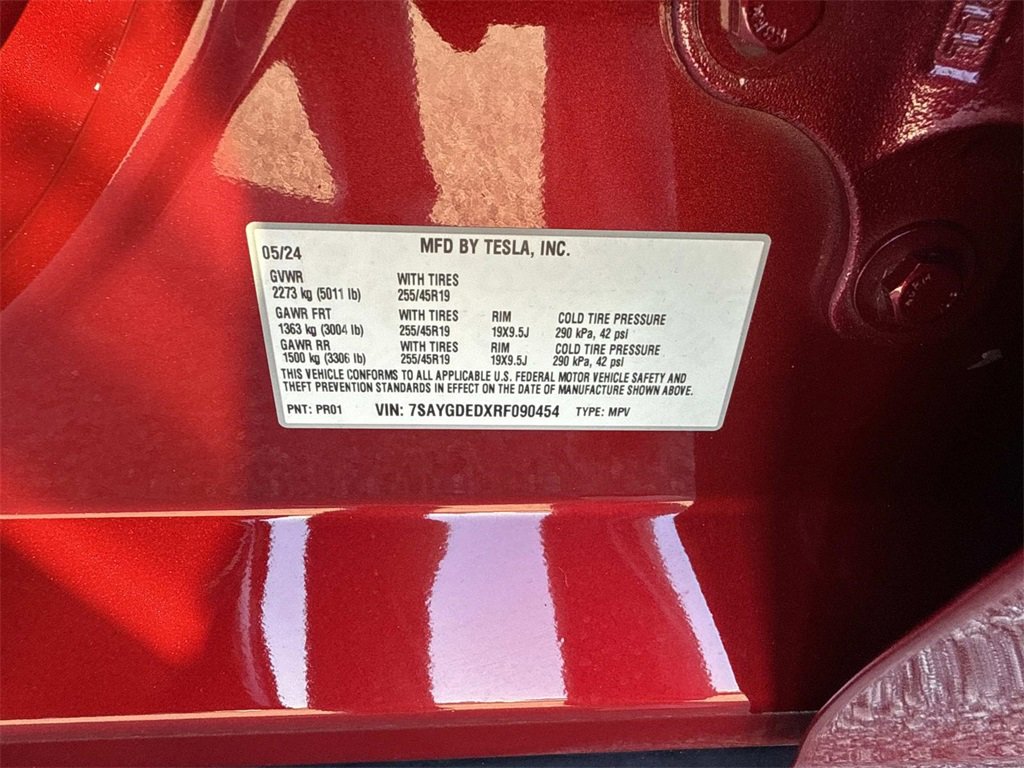 05/24 MFD BY TESLA, INC.
GVWR WITH TIRES
2273 kg (5011 lb) 255/45R19
GAWR FRT WITH TIRES RIM COLD TIRE PRESSURE
1363 kg (3004 lb) 255/45R19 19X9.5J 290 kPa, 42 psi
GAWR RR WITH TIRES RIM COLD TIRE PRESSURE
1500 kg (3306 lb) 255/45R19 19X9.5J 290 kPa, 42 psi
THIS VEHICLE CONFORMS TO ALL APPLICABLE U.S. FEDERAL MOTOR VEHICLE SAFETY AND
THEFT PREVENTION STANDARDS IN EFFECT ON THE DATE OF MANUFACTURE SHOWN ABOVE.
PNT: PR01 VIN: 7SAYGDEDXRF090454 TYPE: MPV